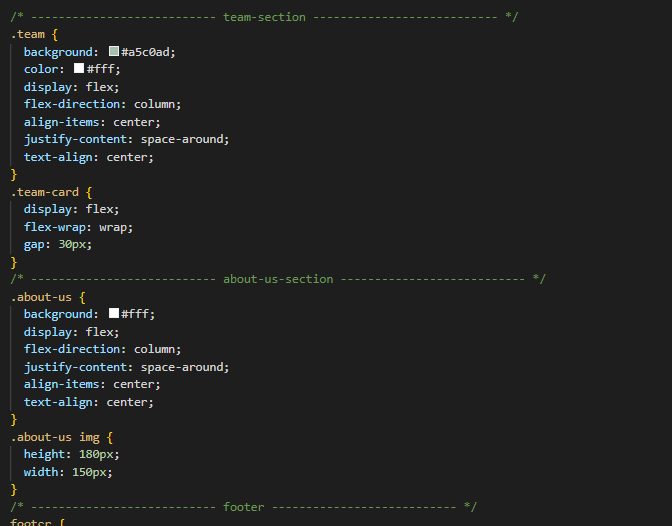 /* --------------------------- team-section --------------------------- */
.team {
background: #a5c0ad;
color: #fff;
display: flex;
flex-direction: column;
align-items: center;
justify-content: space-around;
text-align: center;
}
.team-card {
display: flex;
flex-wrap: wrap;
gap: 30px;
}
/* --------------------------- about-us-section --------------------------- */
.about-us {
background: #fff;
display: flex;
flex-direction: column;
justify-content: space-around;
align-items: center;
text-align: center;
}
.about-us img {
height: 180px;
width: 150px;
}
/* --------------------------- footer --------------------------- */
footer {